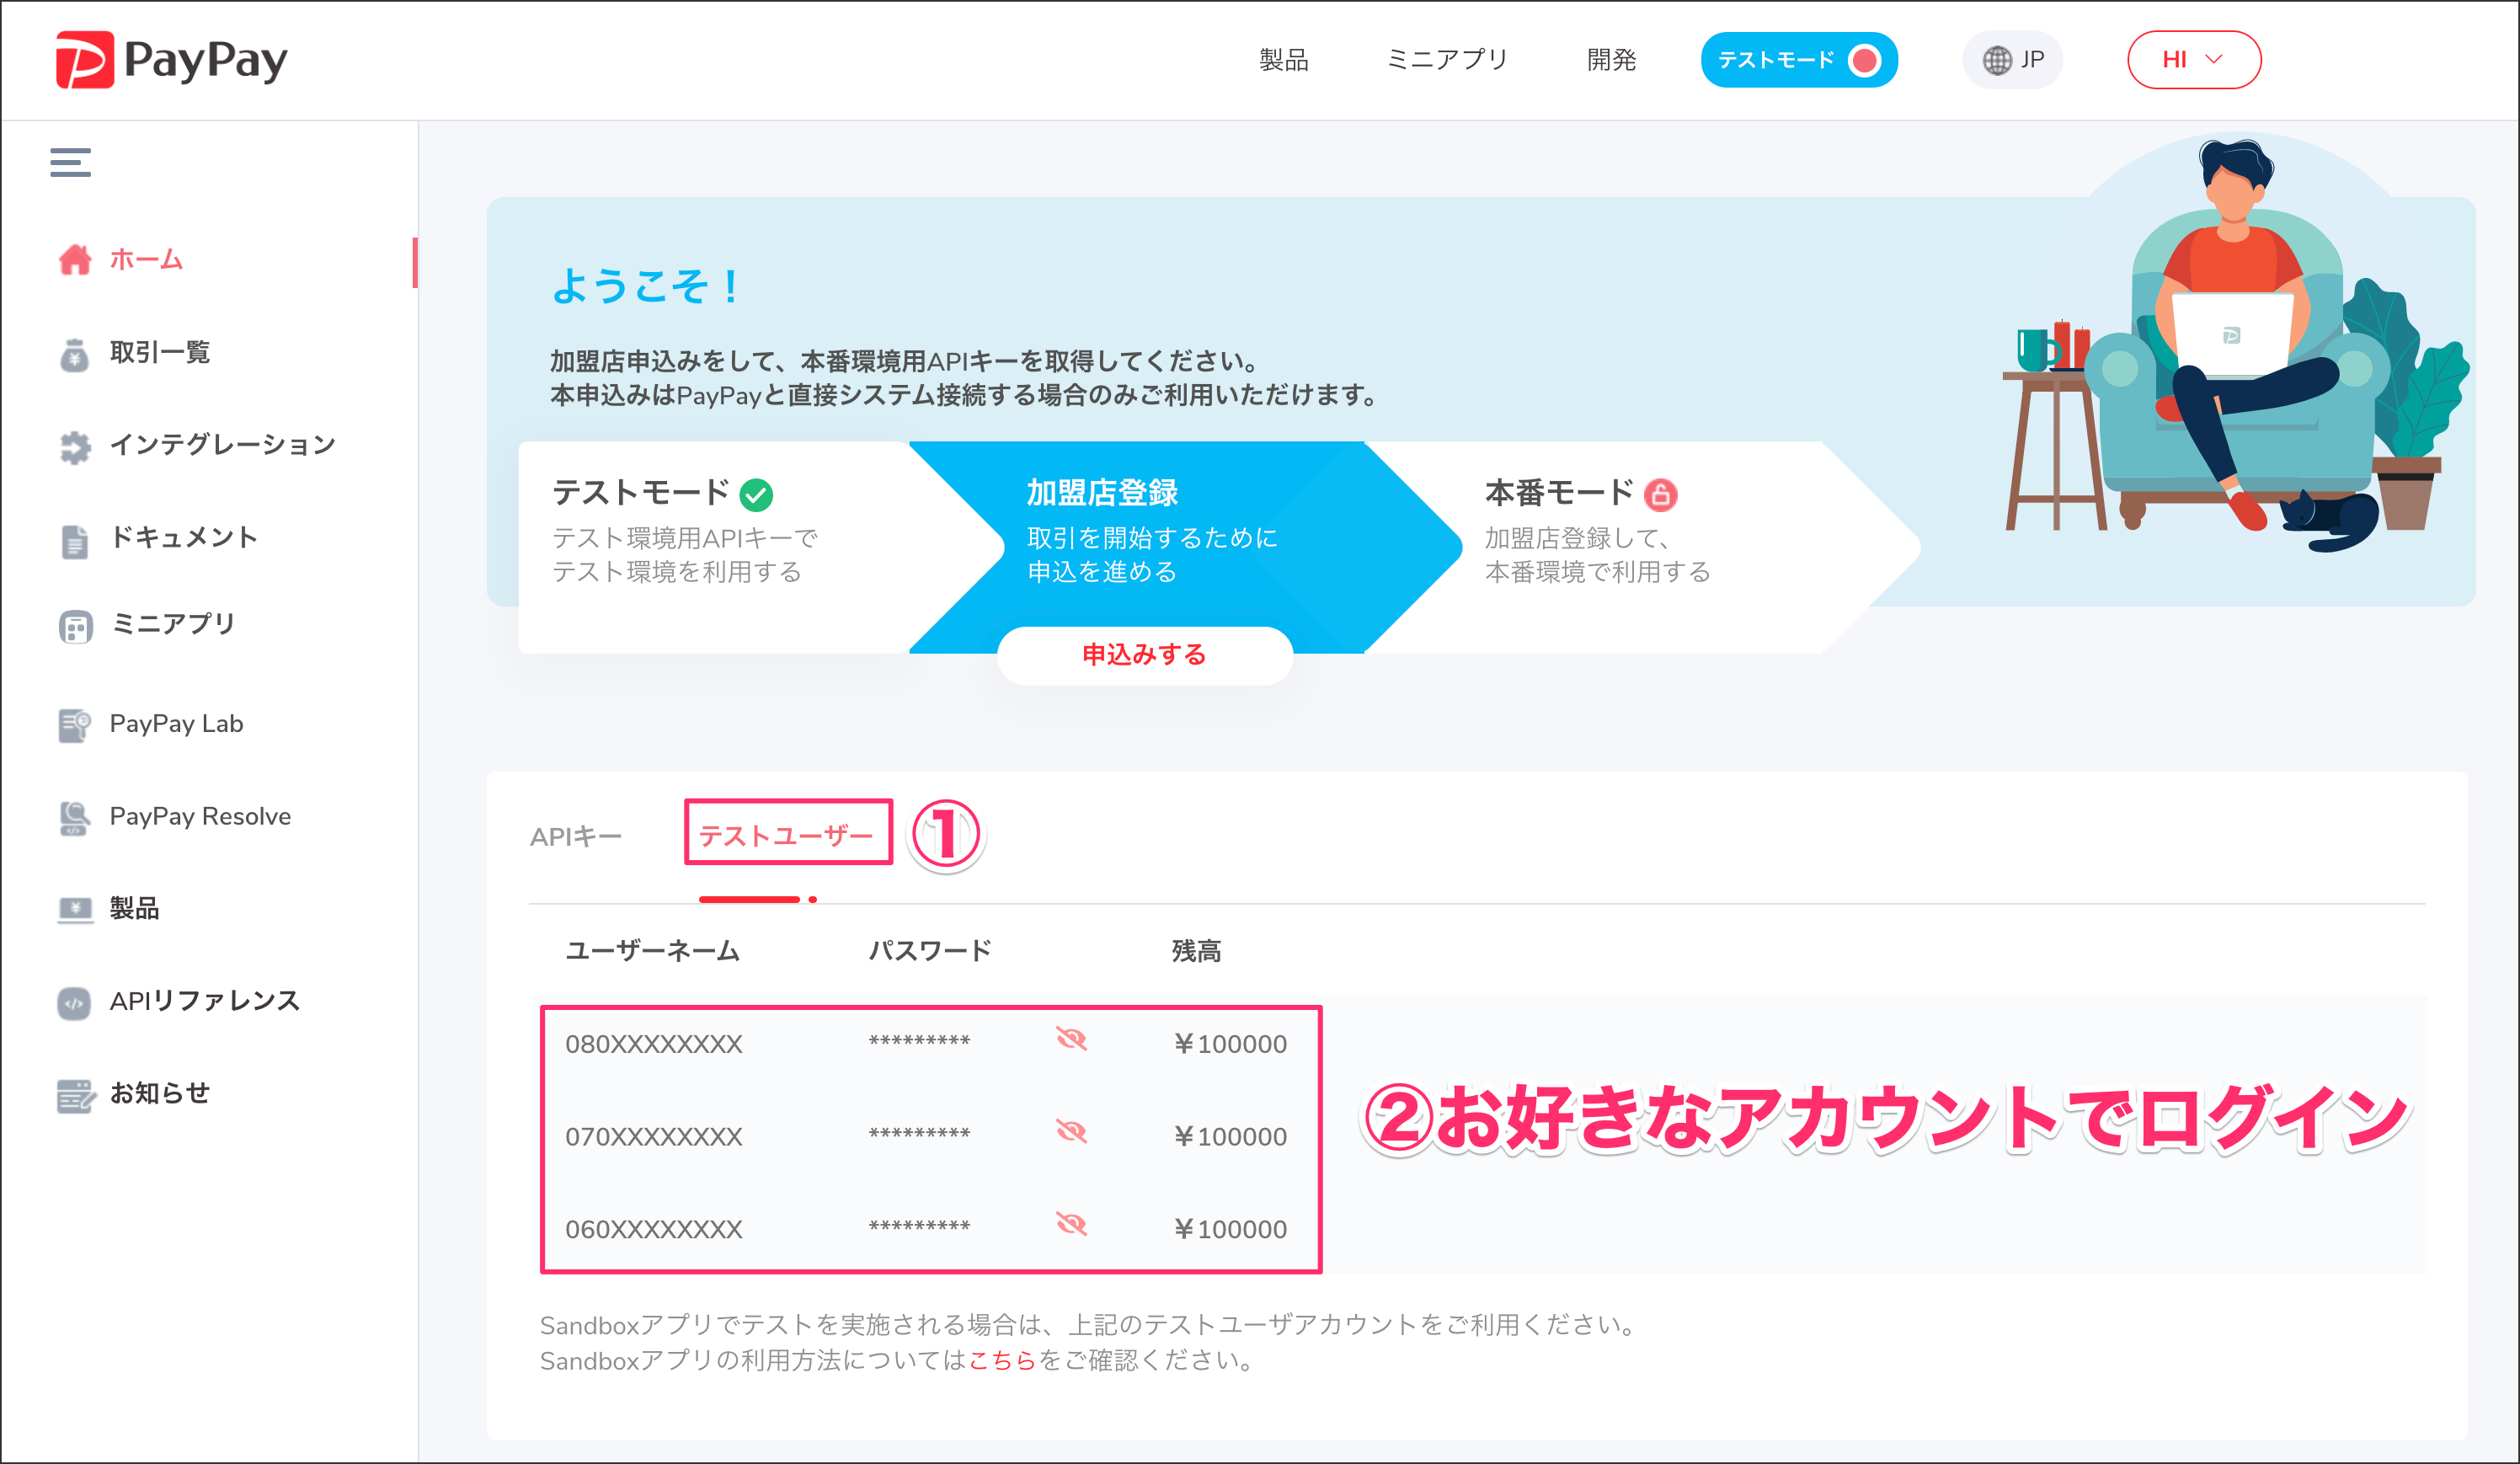 PayPay
製品 ミニアプリ 開発 テストモード JP HI
ホーム
取引一覧
インテグレーション
ドキュメント
ミニアプリ
PayPay Lab
PayPay Resolve
製品
APIリファレンス
お知らせ
ようこそ！
加盟店申込みをして、本番環境用APIキーを取得してください。
本申込みはPayPayと直接システム接続する場合のみご利用いただけます。
テストモード
テスト環境用APIキーで
テスト環境を利用する
加盟店登録
取引を開始するために
申込を進める
申込みする
本番モード
加盟店登録して、
本番環境で利用する
APIキー テストユーザー ①
ユーザーネーム パスワード 残高
080XXXXXXXX ********* ￥100000
070XXXXXXXX ********* ￥100000
060XXXXXXXX ********* ￥100000
②お好きなアカウントでログイン
Sandboxアプリでテストを実施される場合は、上記のテストユーザアカウントをご利用ください。
Sandboxアプリの利用方法についてはこちらをご確認ください。